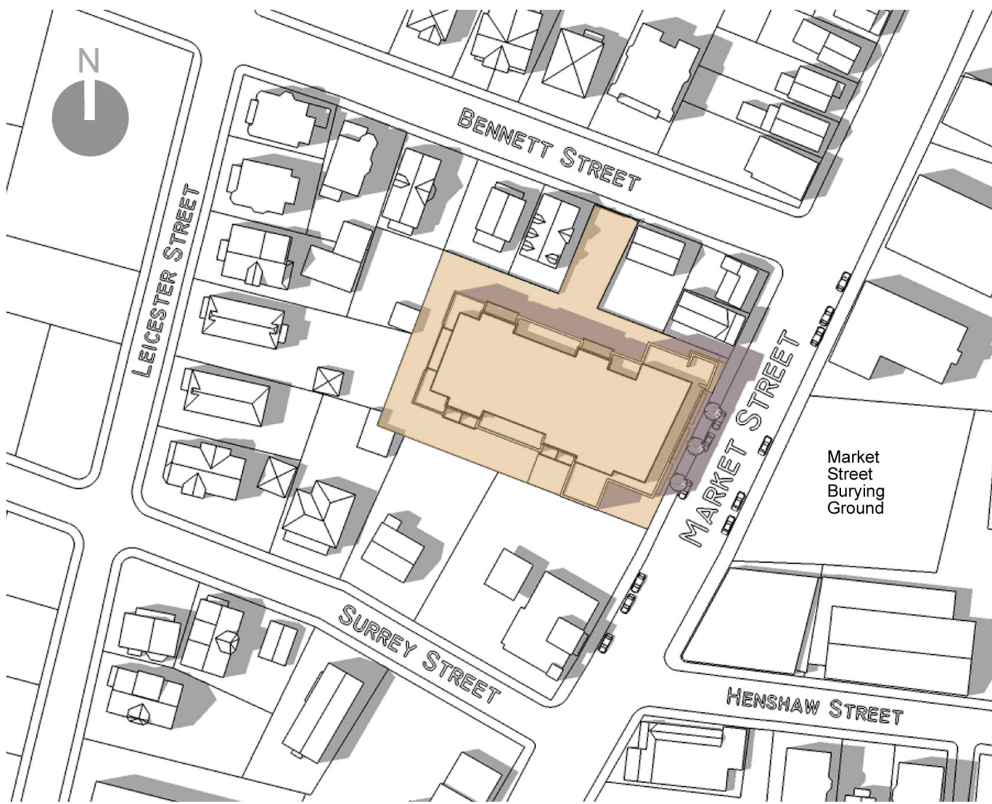 N
BENNETT STREET
LEICESTER STREET
MARKET STREET
Market
Street
Burying
Ground
SURREY STREET
HENSHAW STREET